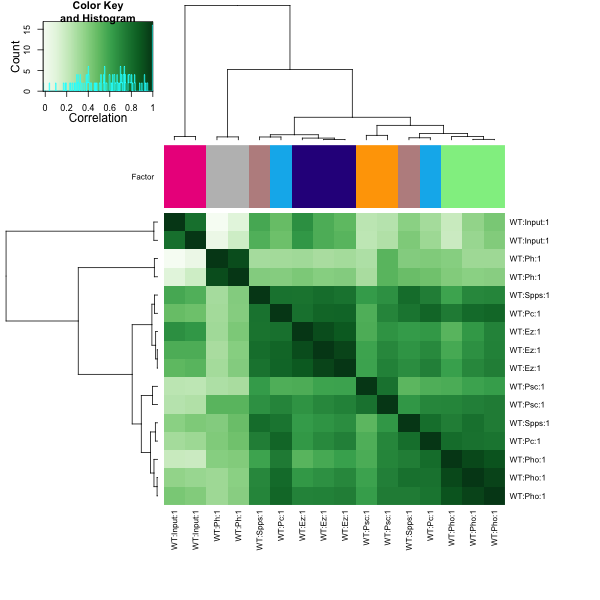 Color Key
and Histogram
Count
0 5 10 15
0 0.2 0.4 0.6 0.8 1
Correlation
Factor
WT:Input:1
WT:Input:1
WT:Ph:1
WT:Ph:1
WT:Spps:1
WT:Pc:1
WT:Ez:1
WT:Ez:1
WT:Ez:1
WT:Psc:1
WT:Psc:1
WT:Spps:1
WT:Pc:1
WT:Pho:1
WT:Pho:1
WT:Pho:1
WT:Input:1
WT:Input:1
WT:Ph:1
WT:Ph:1
WT:Spps:1
WT:Pc:1
WT:Ez:1
WT:Ez:1
WT:Ez:1
WT:Psc:1
WT:Psc:1
WT:Spps:1
WT:Pc:1
WT:Pho:1
WT:Pho:1
WT:Pho:1